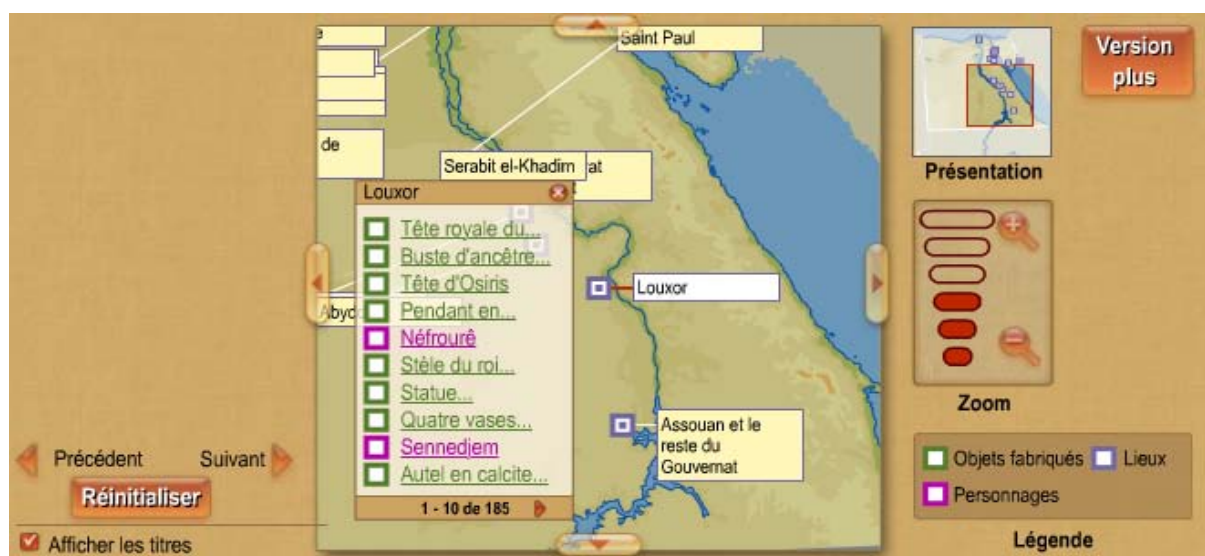 Saint Paul
de
Serabit el-Khadim
rat
Louxor
Tête royale du...
Buste d'ancêtre...
Tête d'Osiris
Pendant en...
Néfrourê
Stèle du roi...
Statue...
Quatre vases...
Sennedjem
Autel en calcite...
1 - 10 de 185
Abyd
Louxor
Assouan et le
reste du
Gouvernat
Précédent
Suivant
Réinitialiser
Afficher les titres
Version
plus
Présentation
Zoom
Objets fabriqués
Lieux
Personnages
Légende